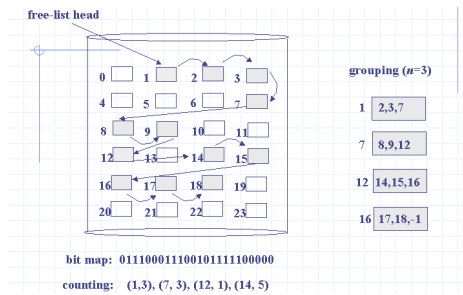 free-list head
0 1 2 3
4 5 6 7
8 9 10 11
12 13 14 15
16 17 18 19
20 21 22 23
grouping (n=3)
1 2,3,7
7 8,9,12
12 14,15,16
16 17,18,-1
bit map: 011100011100101111100000
counting: (1,3), (7, 3), (12, 1), (14, 5)